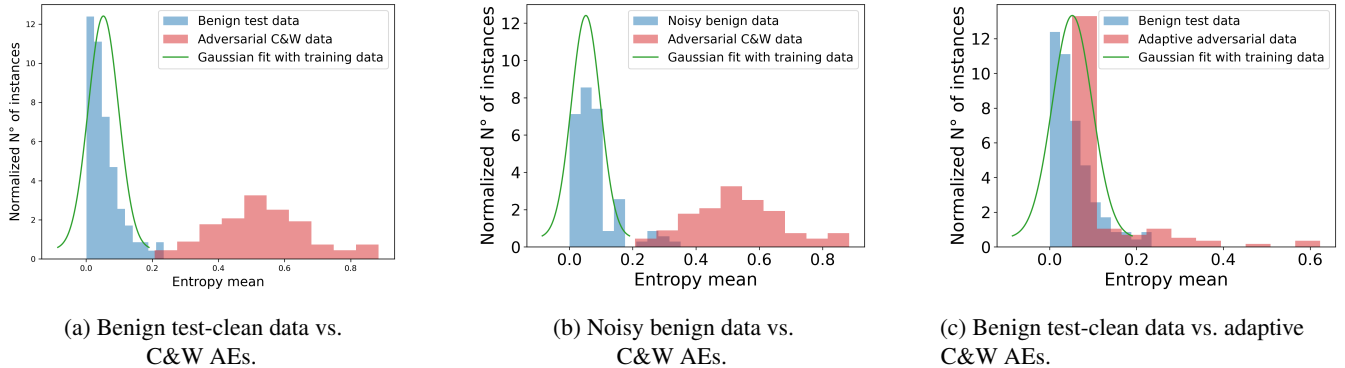 Benign test data
Adversarial C&W data
Gaussian fit with training data
Normalized N° of instances
12
10
8
6
4
2
0
0.0 0.2 0.4 0.6 0.8
Entropy mean
(a) Benign test-clean data vs.
C&W AEs.
Noisy benign data
Adversarial C&W data
Gaussian fit with training data
Normalized N° of instances
12
10
8
6
4
2
0
0.0 0.2 0.4 0.6 0.8
Entropy mean
(b) Noisy benign data vs.
C&W AEs.
Benign test data
Adaptive adversarial data
Gaussian fit with training data
Normalized N° of instances
12
10
8
6
4
2
0
0.0 0.2 0.4 0.6
Entropy mean
(c) Benign test-clean data vs. adaptive
C&W AEs.